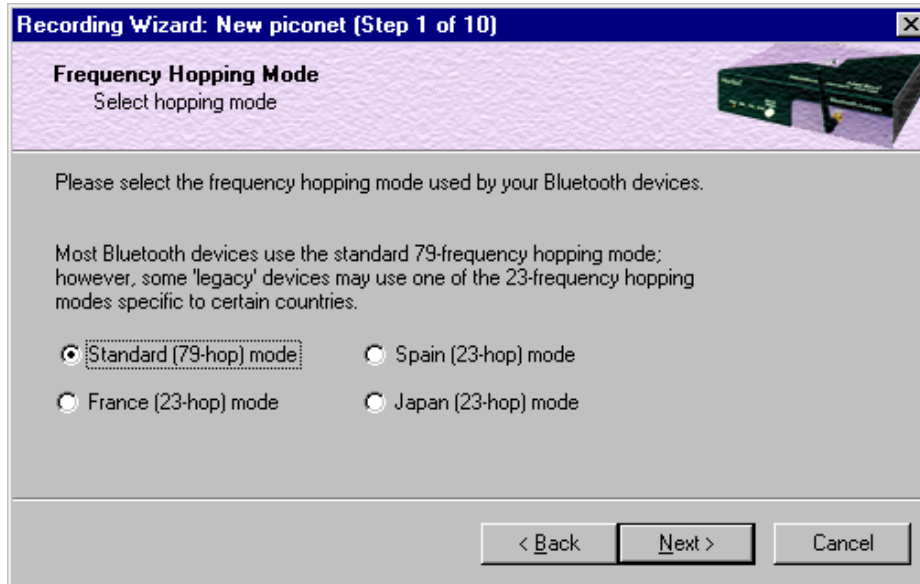 Recording Wizard: New piconet (Step 1 of 10)
Frequency Hopping Mode
Select hopping mode
Please select the frequency hopping mode used by your Bluetooth devices.
Most Bluetooth devices use the standard 79-frequency hopping mode;
however, some 'legacy' devices may use one of the 23-frequency hopping
modes specific to certain countries.
Standard (79-hop) mode
Spain (23-hop) mode
France (23-hop) mode
Japan (23-hop) mode
< Back
Next >
Cancel